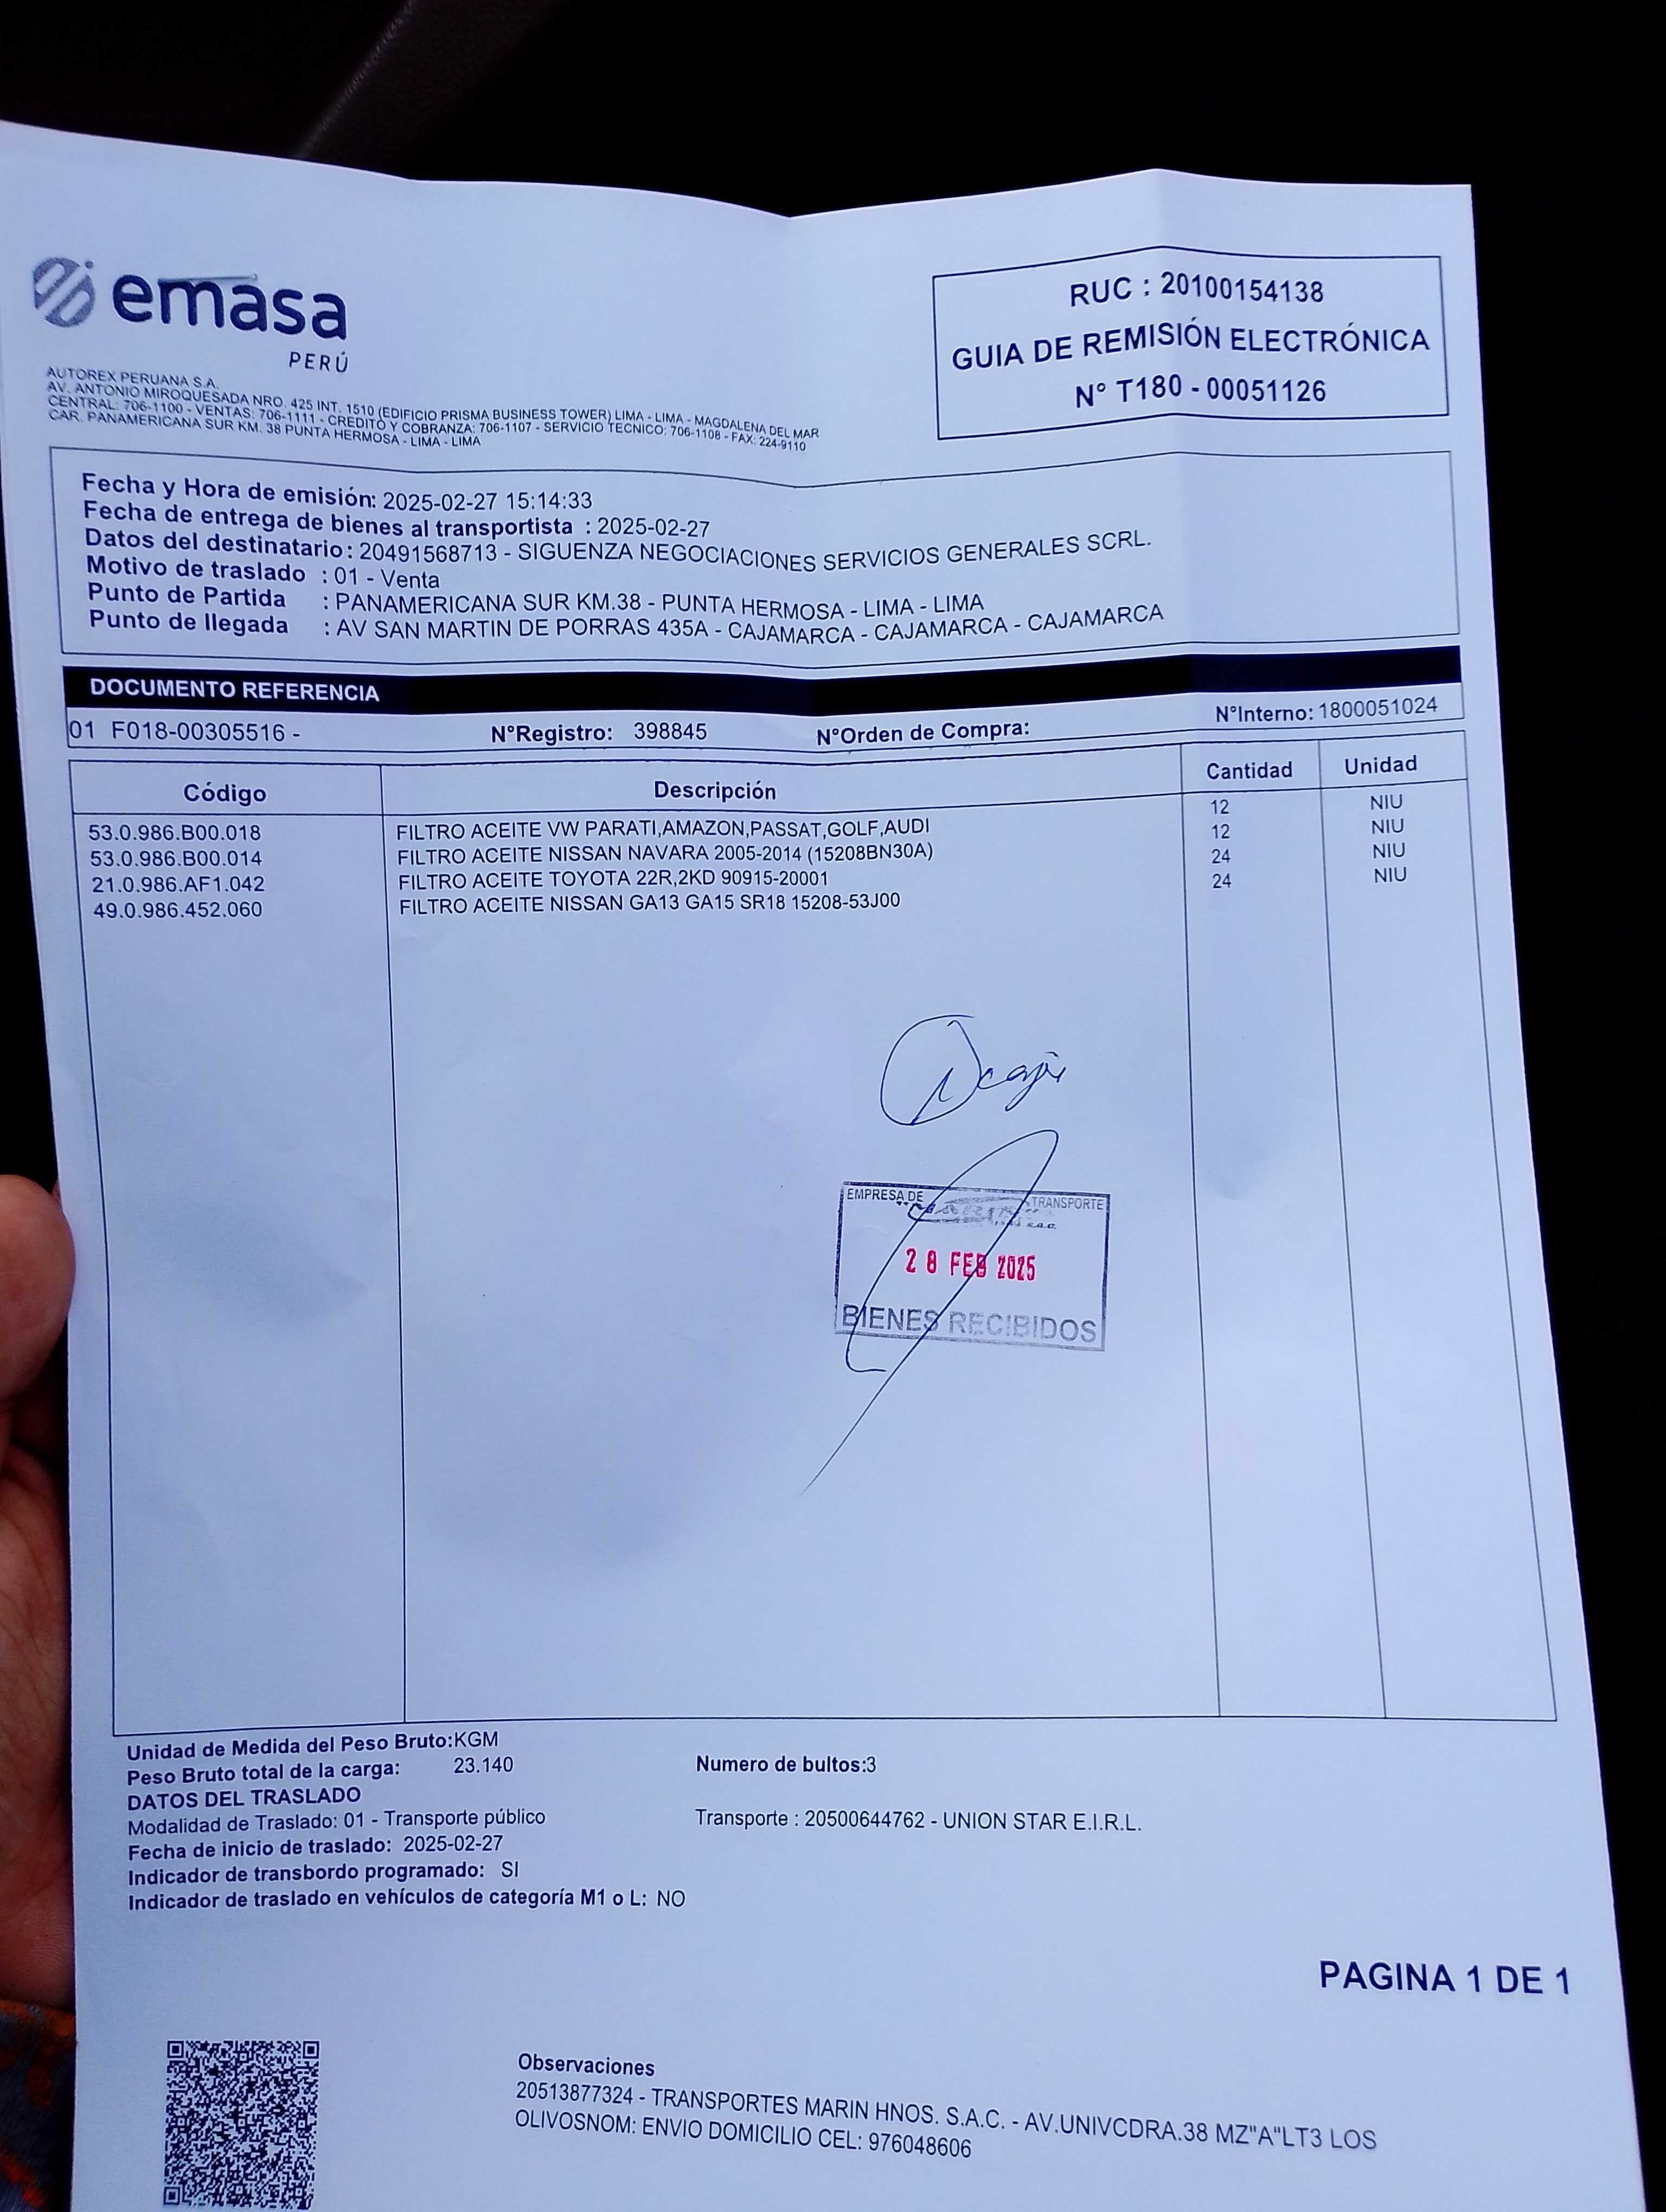 emasa
PERÚ
RUC : 20100154138
GUIA DE REMISIÓN ELECTRÓNICA
N° T180 - 00051126
AUTOREX PERUANA S.A.
AV. ANTONIO MIROQUESADA NRO. 425 INT. 1510 (EDIFICIO PRISMA BUSINESS TOWER) LIMA - LIMA - MAGDALENA DEL MAR
CENTRAL: 706-1100 - VENTAS: 706-1111 - CREDITO Y COBRANZA: 706-1107 - SERVICIO TECNICO: 706-1108 - FAX: 224-9110
CAR. PANAMERICANA SUR KM. 38 PUNTA HERMOSA - LIMA - LIMA
Fecha y Hora de emisión: 2025-02-27 15:14:33
Fecha de entrega de bienes al transportista : 2025-02-27
Datos del destinatario : 20491568713 - SIGUENZA NEGOCIACIONES SERVICIOS GENERALES SCRL.
Motivo de traslado : 01 - Venta
Punto de Partida : PANAMERICANA SUR KM.38 - PUNTA HERMOSA - LIMA - LIMA
Punto de llegada : AV SAN MARTIN DE PORRAS 435A - CAJAMARCA - CAJAMARCA - CAJAMARCA
DOCUMENTO REFERENCIA
01 F018-00305516 - N°Registro: 398845 N°Orden de Compra: N°Interno: 1800051024
Código Descripción Cantidad Unidad
53.0.986.B00.018 FILTRO ACEITE VW PARATI,AMAZON,PASSAT,GOLF,AUDI 12 NIU
53.0.986.B00.014 FILTRO ACEITE NISSAN NAVARA 2005-2014 (15208BN30A) 12 NIU
21.0.986.AF1.042 FILTRO ACEITE TOYOTA 22R,2KD 90915-20001 24 NIU
49.0.986.452.060 FILTRO ACEITE NISSAN GA13 GA15 SR18 15208-53J00 24 NIU
EMPRESA DE TRANSPORTE
S.A.C.
28 FEB 2025
BIENES RECIBIDOS
Unidad de Medida del Peso Bruto:KGM
Peso Bruto total de la carga: 23.140 Numero de bultos:3
DATOS DEL TRASLADO
Modalidad de Traslado: 01 - Transporte público Transporte : 20500644762 - UNION STAR E.I.R.L.
Fecha de inicio de traslado: 2025-02-27
Indicador de transbordo programado: SI
Indicador de traslado en vehículos de categoría M1 o L: NO
PAGINA 1 DE 1
Observaciones
20513877324 - TRANSPORTES MARIN HNOS. S.A.C. - AV.UNIVCDRA.38 MZ"A"LT3 LOS
OLIVOSNOM: ENVIO DOMICILIO CEL: 976048606